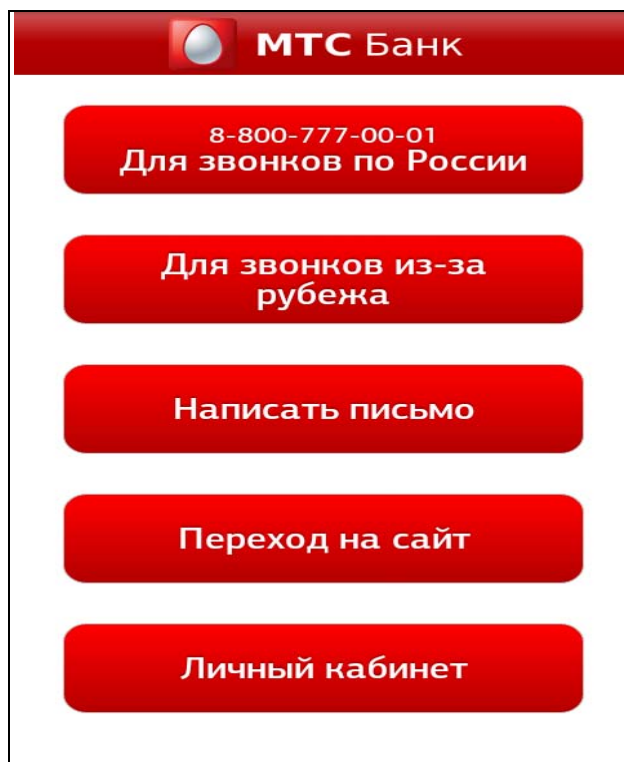 МТС Банк
8-800-777-00-01
Для звонков по России
Для звонков из-за
рубежа
Написать письмо
Переход на сайт
Личный кабинет